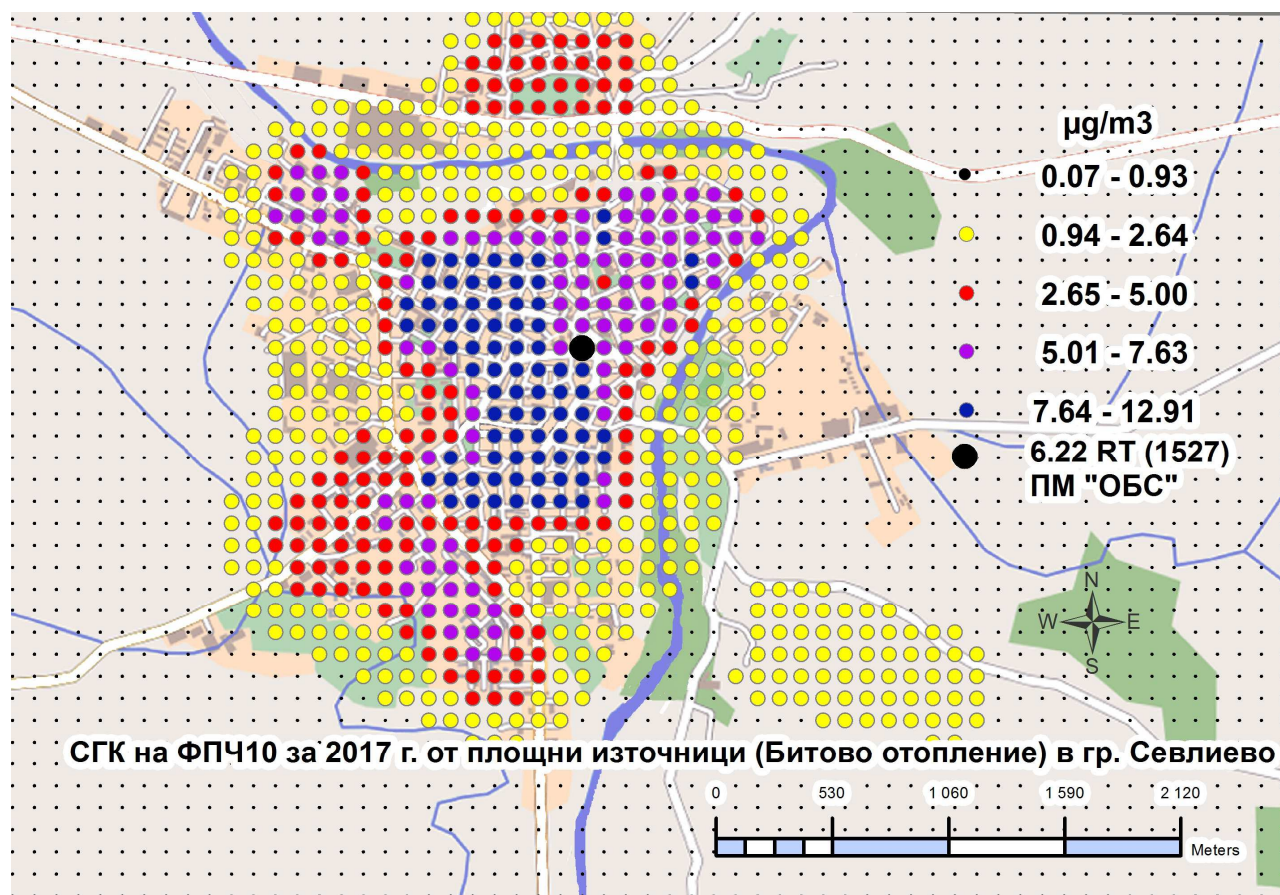 µg/m3
0.07 - 0.93
0.94 - 2.64
2.65 - 5.00
5.01 - 7.63
7.64 - 12.91
6.22 RT (1527)
ПМ "ОБС"
N
W E
S
СГК на ФПЧ10 за 2017 г. от площни източници (Битово отопление) в гр. Севлиево
0 530 1 060 1 590 2 120
Meters